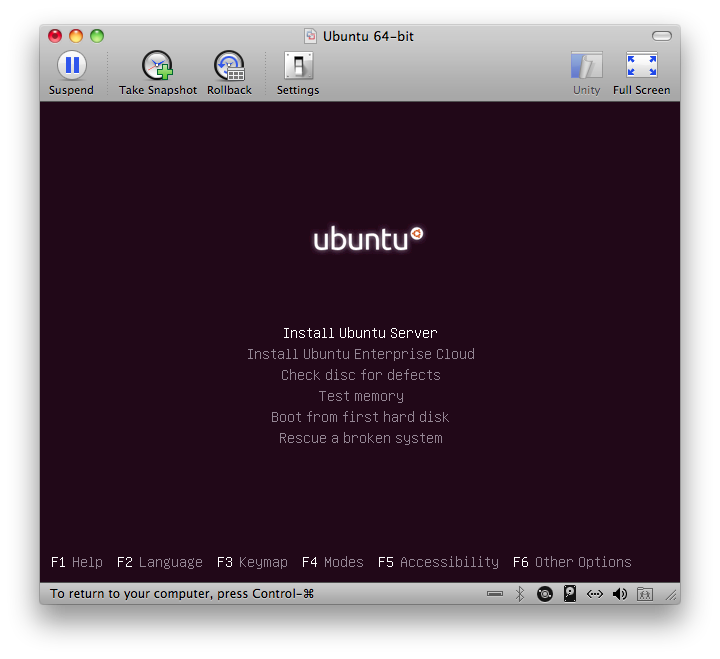 Ubuntu 64-bit
Suspend Take Snapshot Rollback Settings Unity Full Screen
ubuntu
Install Ubuntu Server
Install Ubuntu Enterprise Cloud
Check disc for defects
Test memory
Boot from first hard disk
Rescue a broken system
F1 Help F2 Language F3 Keymap F4 Modes F5 Accessibility F6 Other Options
To return to your computer, press Control-⌘